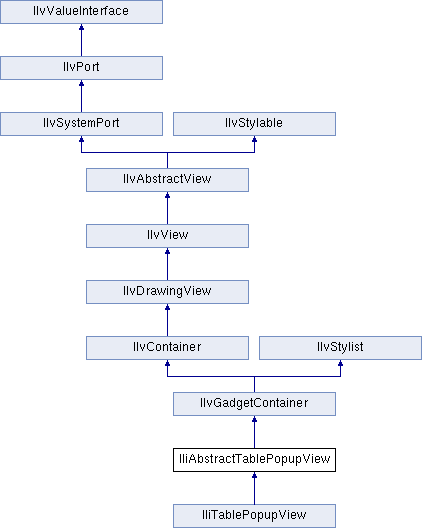 IlvValueInterface
IlvPort
IlvSystemPort
IlvStylable
IlvAbstractView
IlvView
IlvDrawingView
IlvContainer
IlvStylist
IlvGadgetContainer
IliAbstractTablePopupView
IliTablePopupView